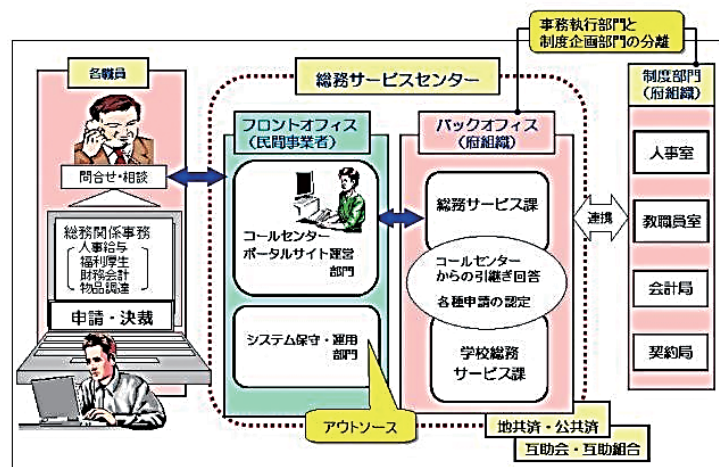 事務執行部門と
制度企画部門の分離
各職員
総務サービスセンター
制度部門
(府組織)
フロントオフィス
(民間事業者)
バックオフィス
(府組織)
問合せ・相談
総務関係事務
人事給与
福利厚生
財務会計
物品調達
申請・決裁
コールセンター
ポータルサイト運営
部門
システム保守・運用
部門
総務サービス課
コールセンター
からの引継ぎ回答
各種申請の認定
学校総務
サービス課
連携
人事室
教職員室
会計局
契約局
アウトソース
地共済・公共済
互助会・互助組合